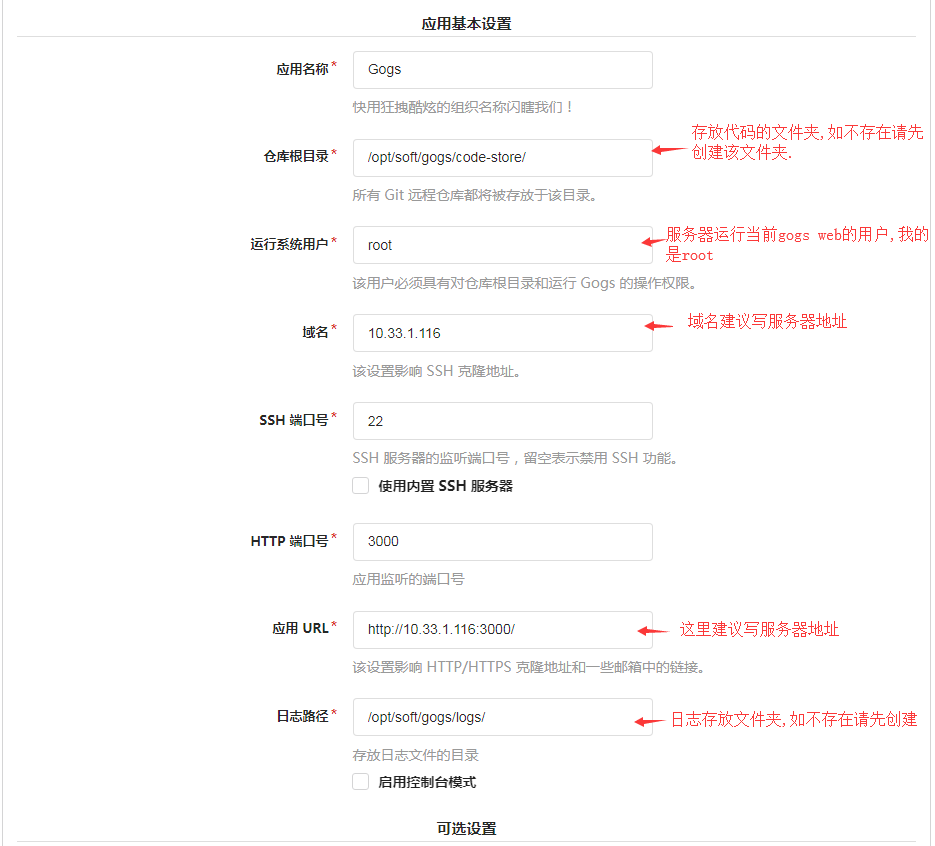 应用基本设置
应用名称* Gogs
快用狂拽酷炫的组织名称闪瞎我们！
存放代码的文件夹,如不存在请先
创建该文件夹.
仓库根目录* /opt/soft/gogs/code-store/
所有 Git 远程仓库都将被存放于该目录。
服务器运行当前gogs web的用户,我的
是root
运行系统用户* root
该用户必须具有对仓库根目录和运行 Gogs 的操作权限。
域名* 10.33.1.116
域名建议写服务器地址
该设置影响 SSH 克隆地址。
SSH 端口号* 22
SSH 服务器的监听端口号，留空表示禁用 SSH 功能。
使用内置 SSH 服务器
HTTP 端口号* 3000
应用监听的端口号
应用 URL* http://10.33.1.116:3000/
这里建议写服务器地址
该设置影响 HTTP/HTTPS 克隆地址和一些邮箱中的链接。
日志路径* /opt/soft/gogs/logs/
日志存放文件夹,如不存在请先创建
存放日志文件的目录
启用控制台模式
可选设置